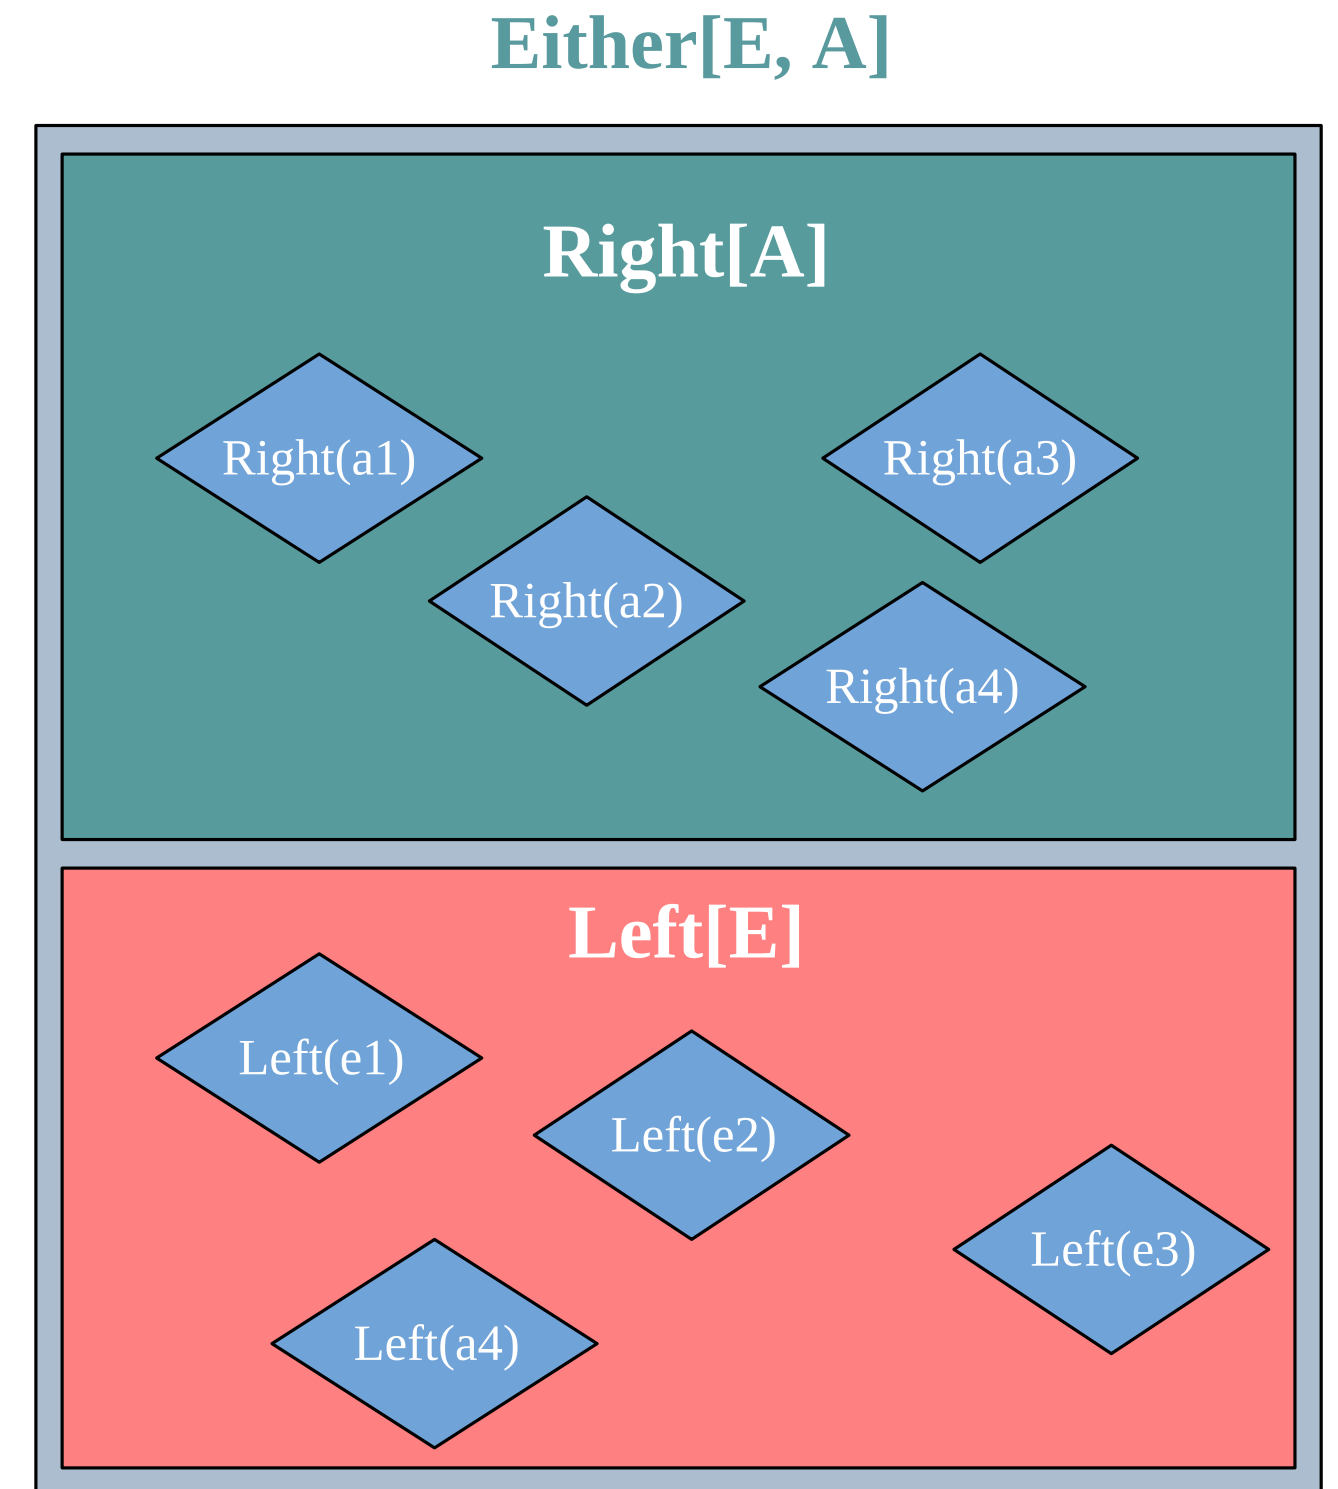 Either[E, A]
Right[A]
Right(a1)
Right(a3)
Right(a2)
Right(a4)
Left[E]
Left(e1)
Left(e2)
Left(e3)
Left(a4)